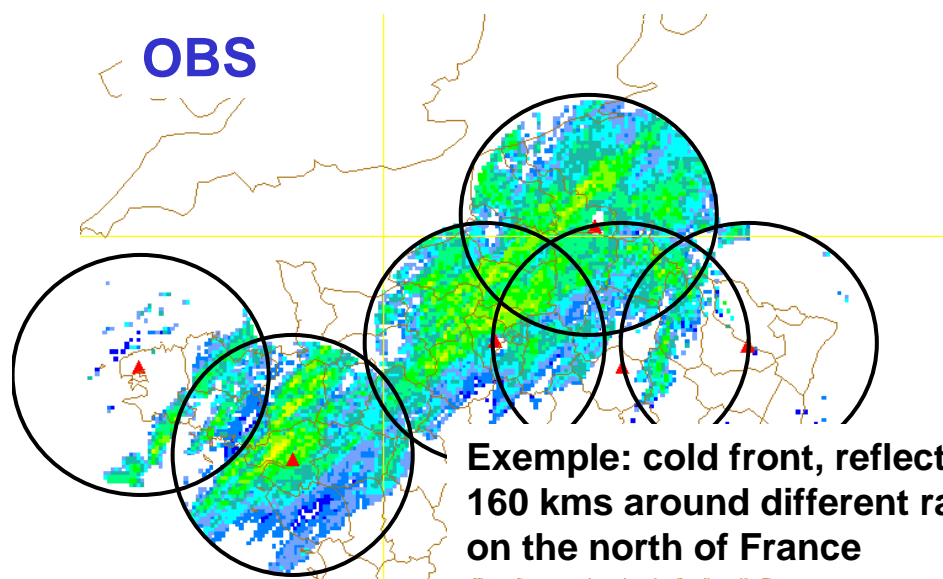 OBS
Exemple: cold front, reflect
160 kms around different ra
on the north of France